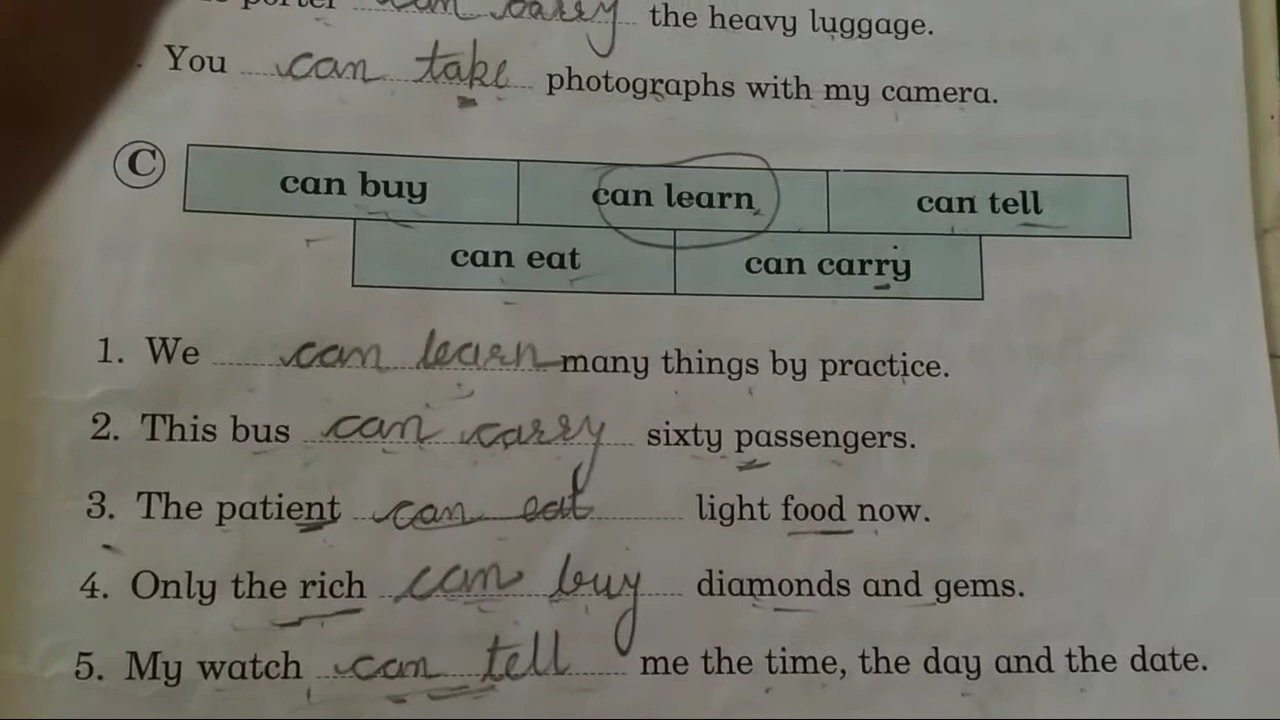 porter can carry the heavy luggage.
You can take photographs with my camera.
C can buy can learn can tell
can eat can carry
1. We can learn many things by practice.
2. This bus can carry sixty passengers.
3. The patient can eat light food now.
4. Only the rich can buy diamonds and gems.
5. My watch can tell me the time, the day and the date.